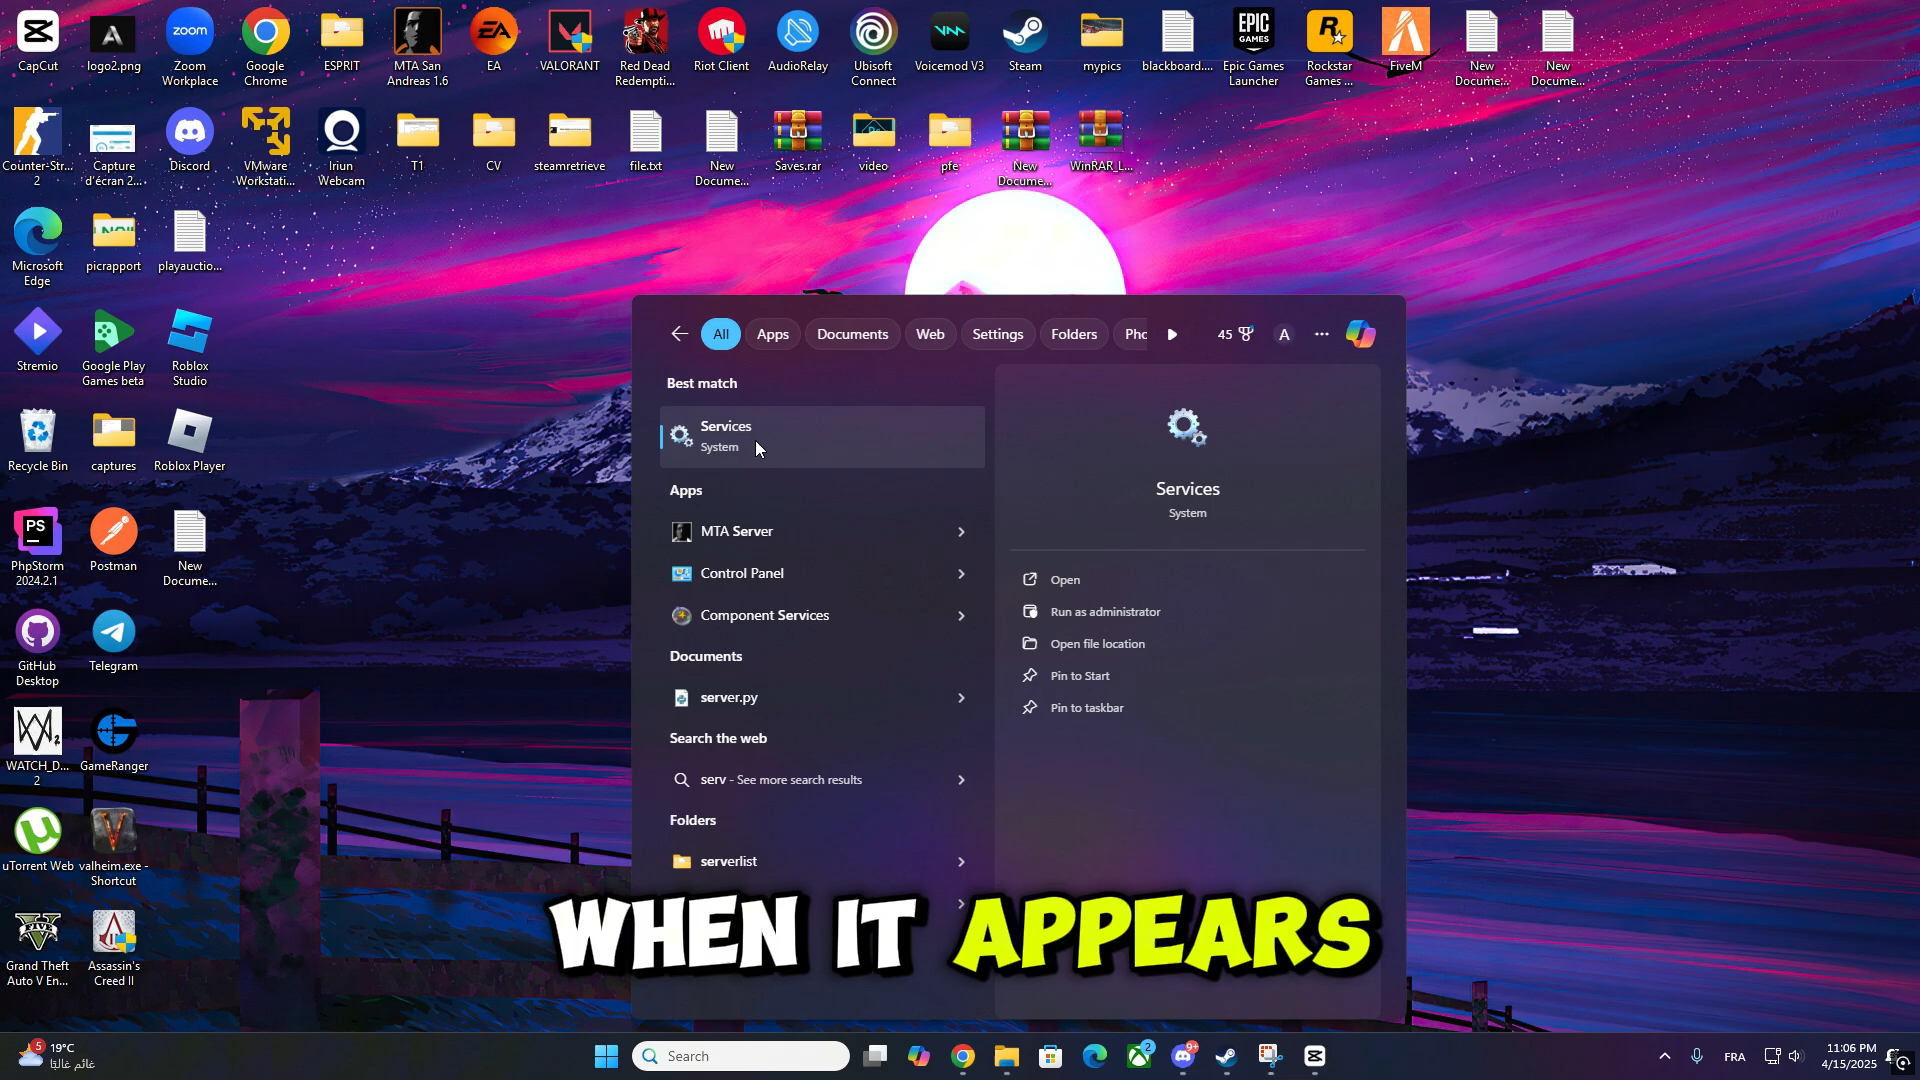 CapCut
logo2.png
Zoom
Workplace
Google
Chrome
ESPRIT
MTA San
Andreas 1.6
EA
VALORANT
Red Dead
Redempti...
Riot Client
AudioRelay
Ubisoft
Connect
Voicemod V3
Steam
mypics
blackboard....
Epic Games
Launcher
Rockstar
Games ...
FiveM
New
Docume...
New
Docume...
Counter-Str...
2
Capture
d'écran 2...
Discord
VMware
Workstati...
Iriun
Webcam
T1
CV
steamretrieve
file.txt
New
Docume...
Saves.rar
video
pfe
New
Docume...
WinRAR_L...
Microsoft
Edge
picrapport
playauctio...
Stremio
Google Play
Games beta
Roblox
Studio
Recycle Bin
captures
Roblox Player
PhpStorm
2024.2.1
Postman
New
Docume...
GitHub
Desktop
Telegram
WATCH_D...
2
GameRanger
uTorrent Web
valheim.exe -
Shortcut
Grand Theft
Auto V En...
Assassin's
Creed II
All
Apps
Documents
Web
Settings
Folders
Phc
45
A
Best match
Services
System
Apps
MTA Server
Control Panel
Component Services
Documents
server.py
Search the web
serv - See more search results
Folders
serverlist
Services
System
Open
Run as administrator
Open file location
Pin to Start
Pin to taskbar
WHEN IT APPEARS
5
19°C
غائم غالبًا
Search
2
9+
FRA
11:06 PM
4/15/2025